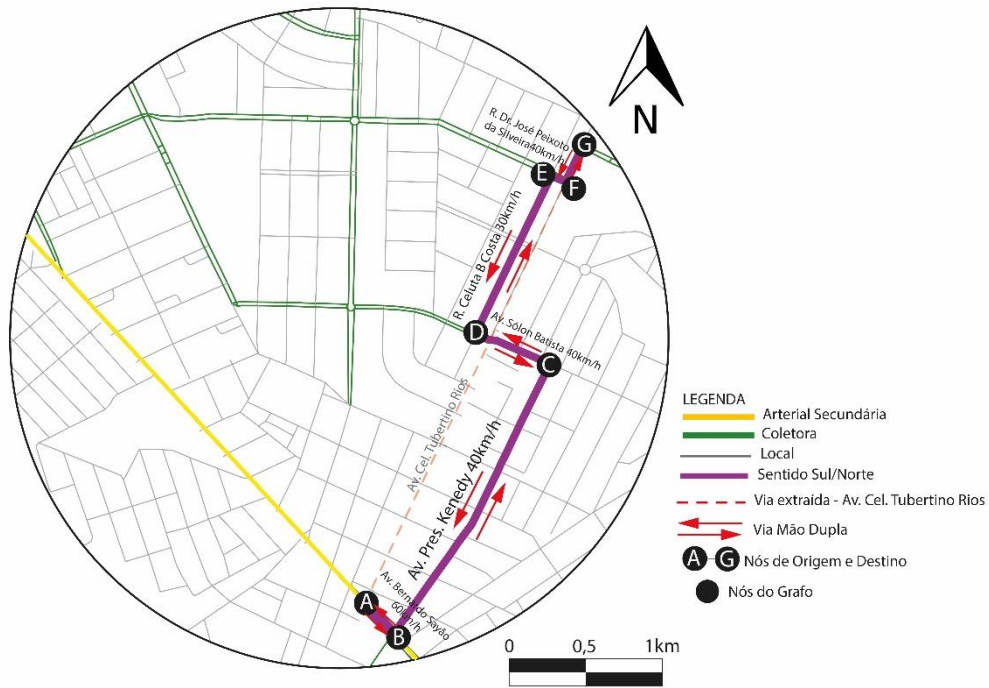 N
R. Dr. José Peixoto
da Silveira40km/h
G
E
F
R. Celuta B Costa 30km/h
D
Av. Sólon Batista 40km/h
C
Av. Cel. Tubertino Rios
Av. Pres. Kenedy 40km/h
Av. Bernardo Sayão
60km/h
A
B
0 0,5 1km
LEGENDA
Arterial Secundária
Coletora
Local
Sentido Sul/Norte
Via extraída - Av. Cel. Tubertino Rios
Via Mão Dupla
A G Nós de Origem e Destino
Nós do Grafo